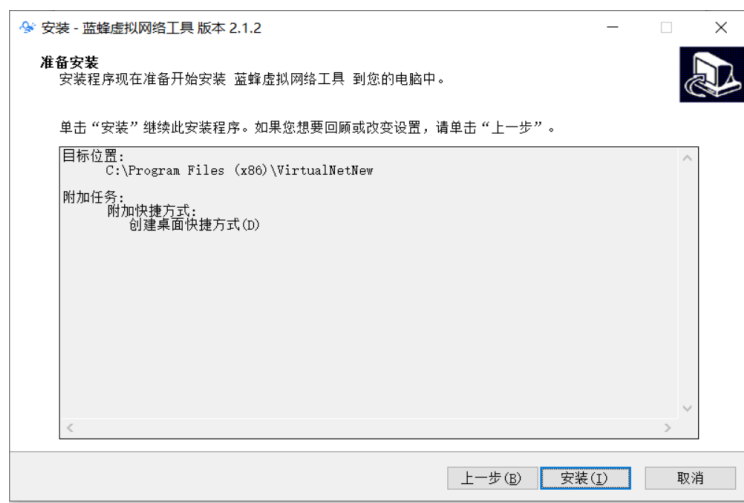 安装 - 蓝蜂虚拟网络工具 版本 2.1.2
准备安装
安装程序现在准备开始安装 蓝蜂虚拟网络工具 到您的电脑中。
单击“安装”继续此安装程序。如果您想要回顾或改变设置，请单击“上一步”。
目标位置:
C:\Program Files (x86)\VirtualNetNew
附加任务:
附加快捷方式:
创建桌面快捷方式(D)
上一步(B) 安装(I) 取消